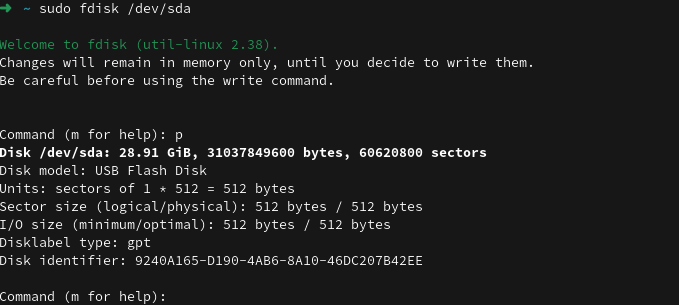 ➜ ~ sudo fdisk /dev/sda
Welcome to fdisk (util-linux 2.38).
Changes will remain in memory only, until you decide to write them.
Be careful before using the write command.
Command (m for help): p
Disk /dev/sda: 28.91 GiB, 31037849600 bytes, 60620800 sectors
Disk model: USB Flash Disk
Units: sectors of 1 * 512 = 512 bytes
Sector size (logical/physical): 512 bytes / 512 bytes
I/O size (minimum/optimal): 512 bytes / 512 bytes
Disklabel type: gpt
Disk identifier: 9240A165-D190-4AB6-8A10-46DC207B42EE
Command (m for help):